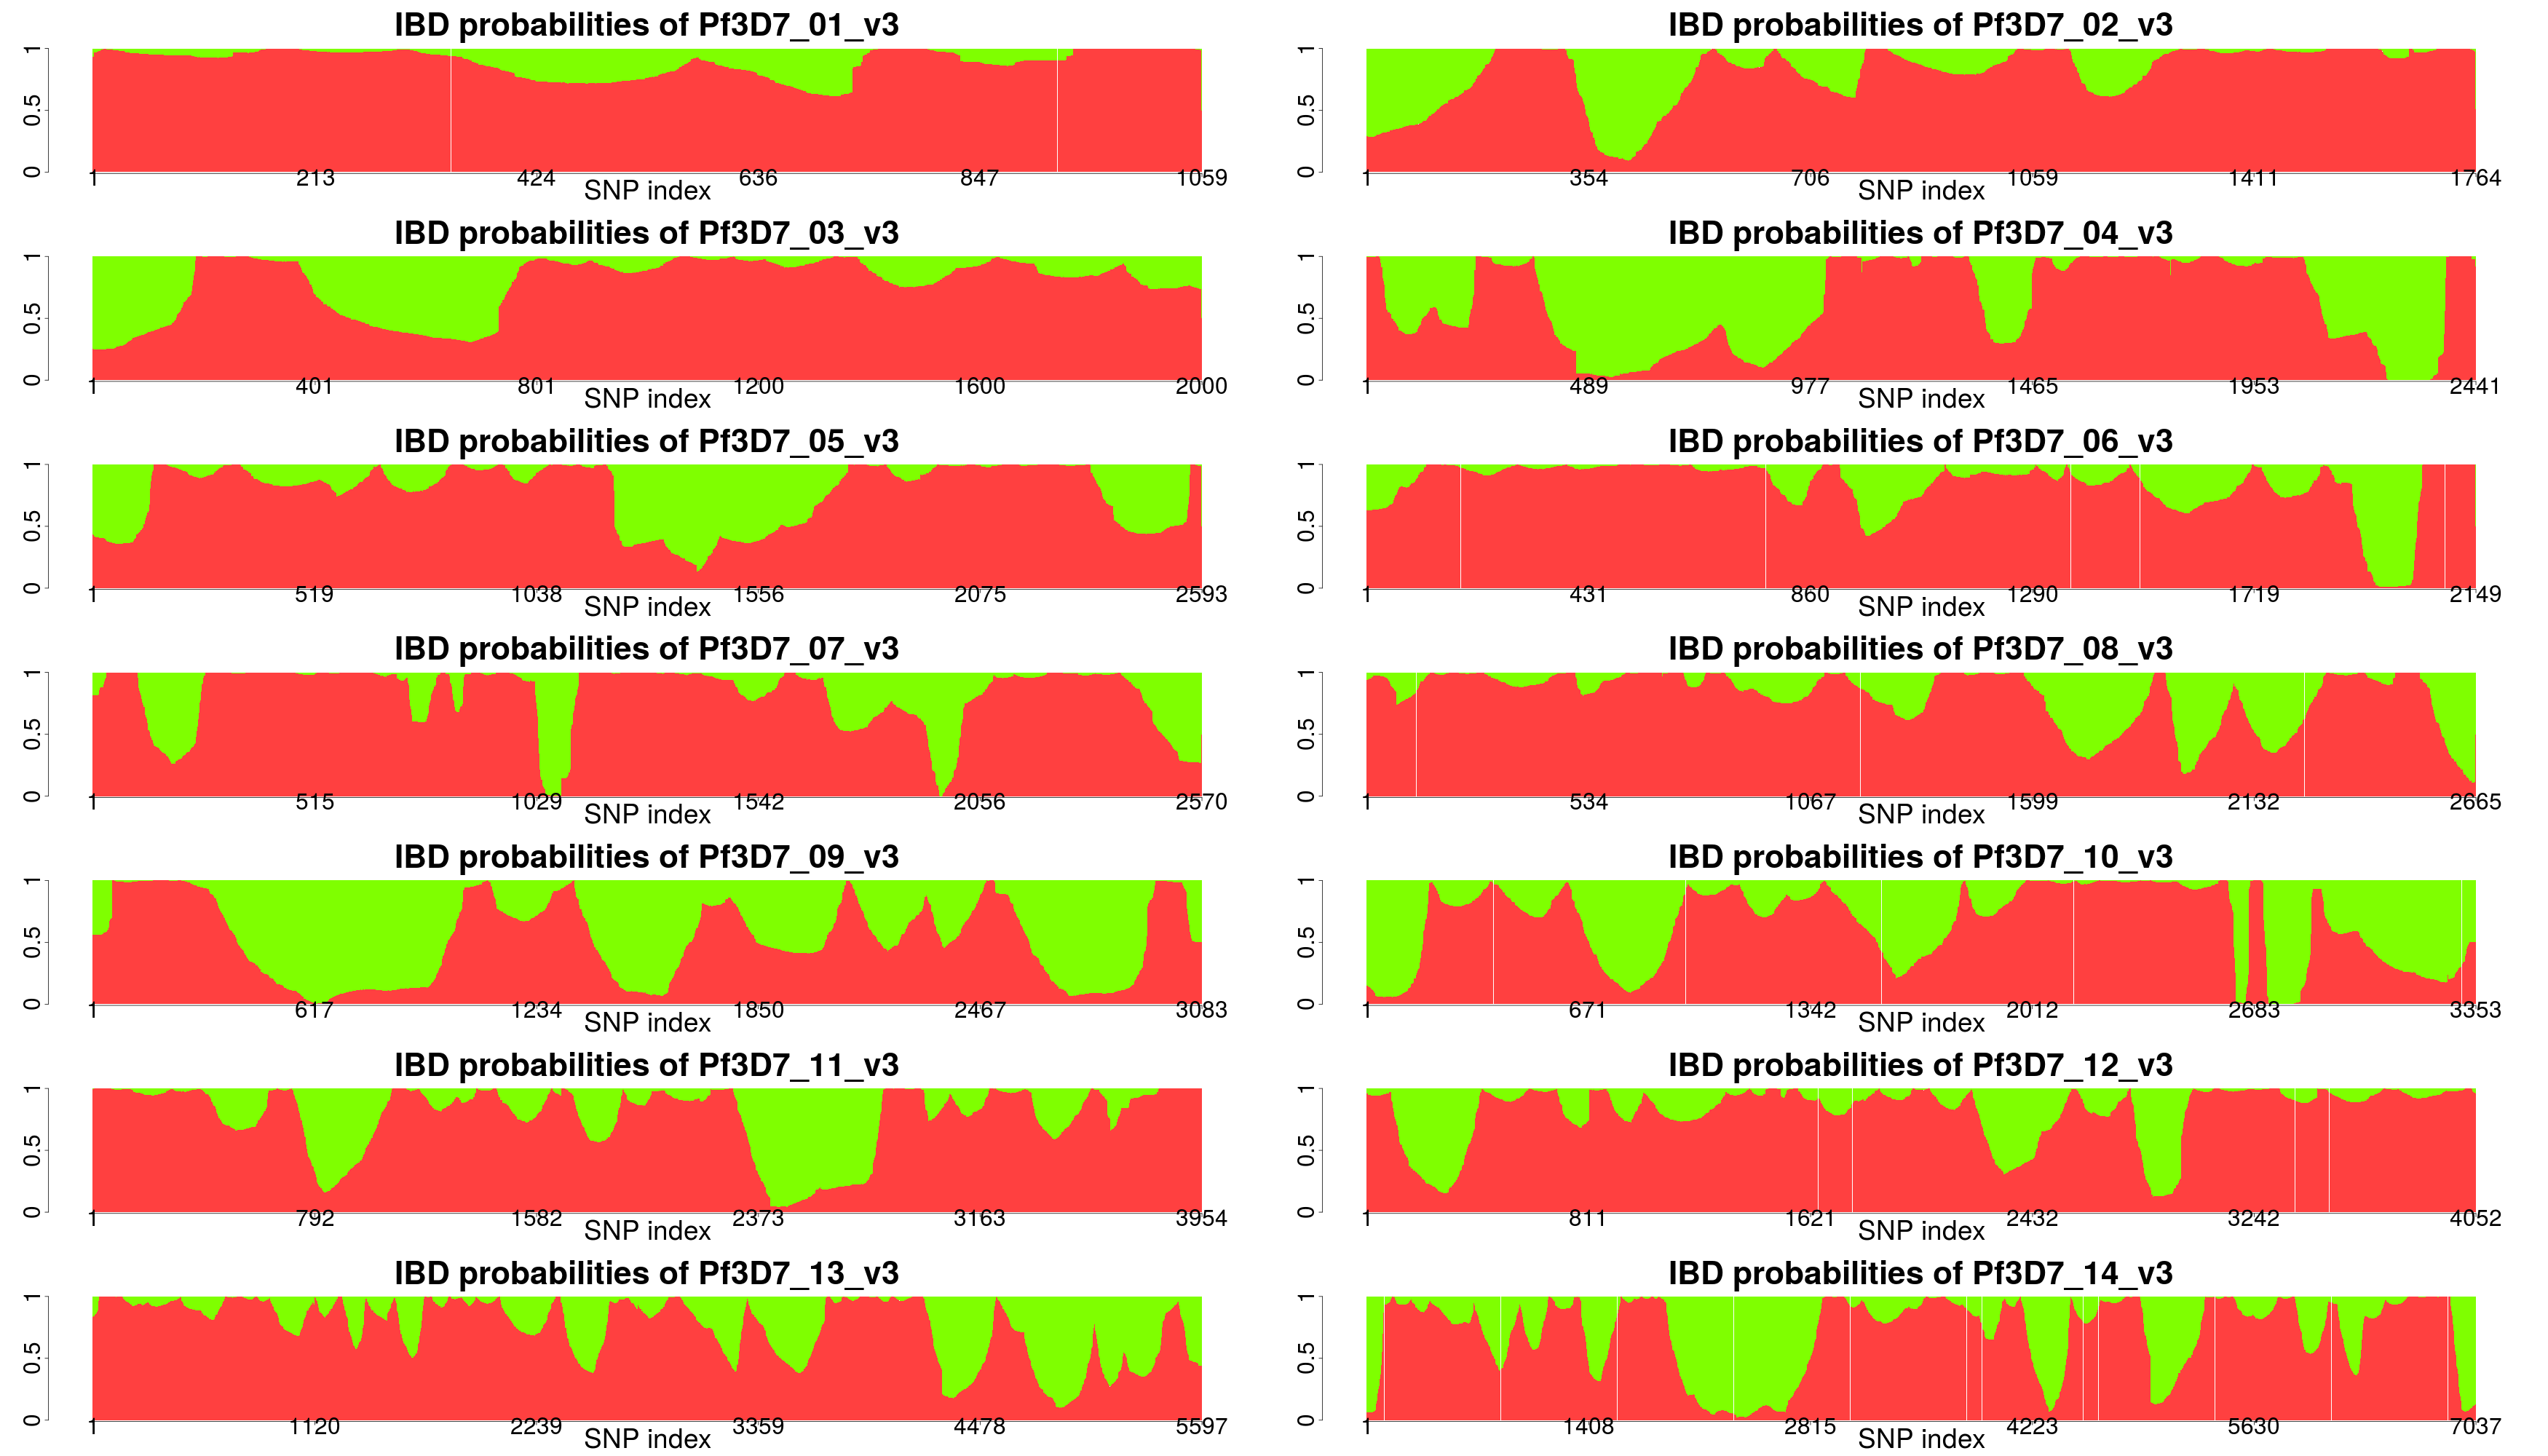 IBD probabilities of Pf3D7_01_v3
0 0.5 1
1 213 424 636 847 1059
SNP index
IBD probabilities of Pf3D7_02_v3
0 0.5 1
1 354 706 1059 1411 1764
SNP index
IBD probabilities of Pf3D7_03_v3
0 0.5 1
1 401 801 1200 1600 2000
SNP index
IBD probabilities of Pf3D7_04_v3
0 0.5 1
1 489 977 1465 1953 2441
SNP index
IBD probabilities of Pf3D7_05_v3
0 0.5 1
1 519 1038 1556 2075 2593
SNP index
IBD probabilities of Pf3D7_06_v3
0 0.5 1
1 431 860 1290 1719 2149
SNP index
IBD probabilities of Pf3D7_07_v3
0 0.5 1
1 515 1029 1542 2056 2570
SNP index
IBD probabilities of Pf3D7_08_v3
0 0.5 1
1 534 1067 1599 2132 2665
SNP index
IBD probabilities of Pf3D7_09_v3
0 0.5 1
1 617 1234 1850 2467 3083
SNP index
IBD probabilities of Pf3D7_10_v3
0 0.5 1
1 671 1342 2012 2683 3353
SNP index
IBD probabilities of Pf3D7_11_v3
0 0.5 1
1 792 1582 2373 3163 3954
SNP index
IBD probabilities of Pf3D7_12_v3
0 0.5 1
1 811 1621 2432 3242 4052
SNP index
IBD probabilities of Pf3D7_13_v3
0 0.5 1
1 1120 2239 3359 4478 5597
SNP index
IBD probabilities of Pf3D7_14_v3
0 0.5 1
1 1408 2815 4223 5630 7037
SNP index